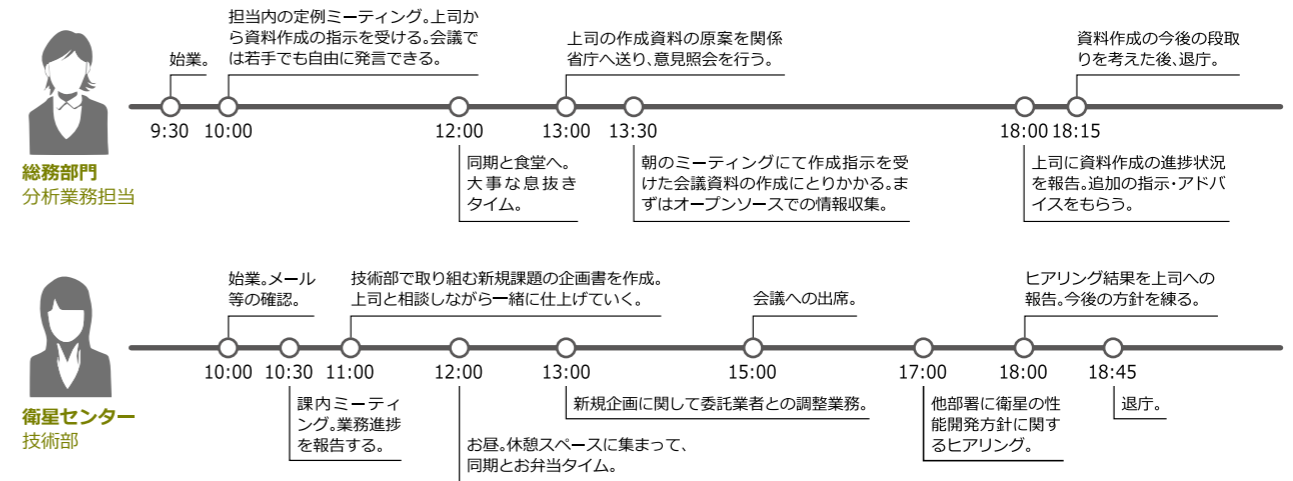 担当内の定例ミーティング。上司か
ら資料作成の指示を受ける。会議で
は若手でも自由に発言できる。
始業。
上司の作成資料の原案を関係
省庁へ送り、意見照会を行う。
資料作成の今後の段取
りを考えた後、退庁。
9:30 10:00 12:00 13:00 13:30 18:00 18:15
総務部門
分析業務担当
同期と食堂へ。
大事な息抜き
タイム。
朝のミーティングにて作成指示を受
けた会議資料の作成にとりかかる。ま
ずはオープンソースでの情報収集。
上司に資料作成の進捗状況
を報告。追加の指示・アドバ
イスをもらう。
始業。メール
等の確認。
技術部で取り組む新規課題の企画書を作成。
上司と相談しながら一緒に仕上げていく。
会議への出席。
ヒアリング結果を上司への
報告。今後の方針を練る。
10:00 10:30 11:00 12:00 13:00 15:00 17:00 18:00 18:45
衛星センター
技術部
課内ミーティ
ング。業務進捗
を報告する。
お昼。休憩スペースに集まって、
同期とお弁当タイム。
新規企画に関して委託業者との調整業務。
他部署に衛星の性
能開発方針に関す
るヒアリング。
退庁。